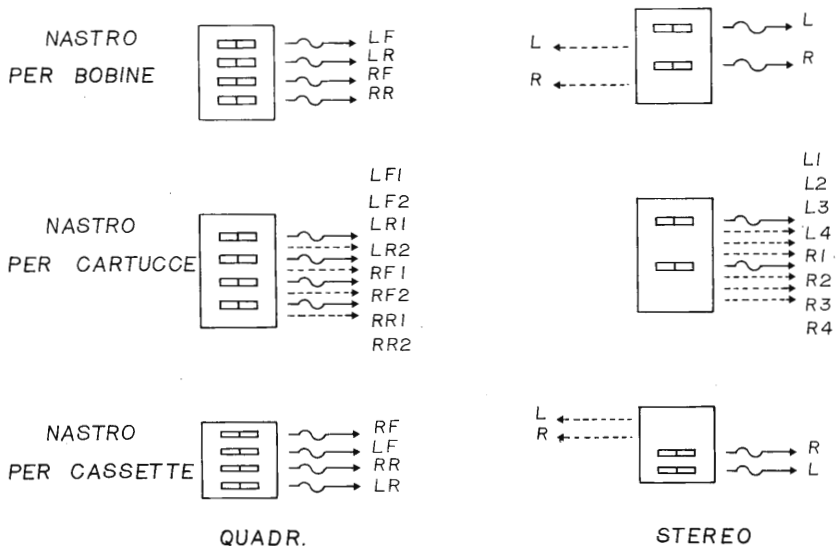 NASTRO
PER BOBINE
LF
LR
RF
RR
L
R
L
R
NASTRO
PER CARTUCCE
LF1
LF2
LR1
LR2
RF1
RF2
RR1
RR2
L1
L2
L3
L4
R1
R2
R3
R4
NASTRO
PER CASSETTE
RF
LF
RR
LR
L
R
R
L
QUADR.
STEREO